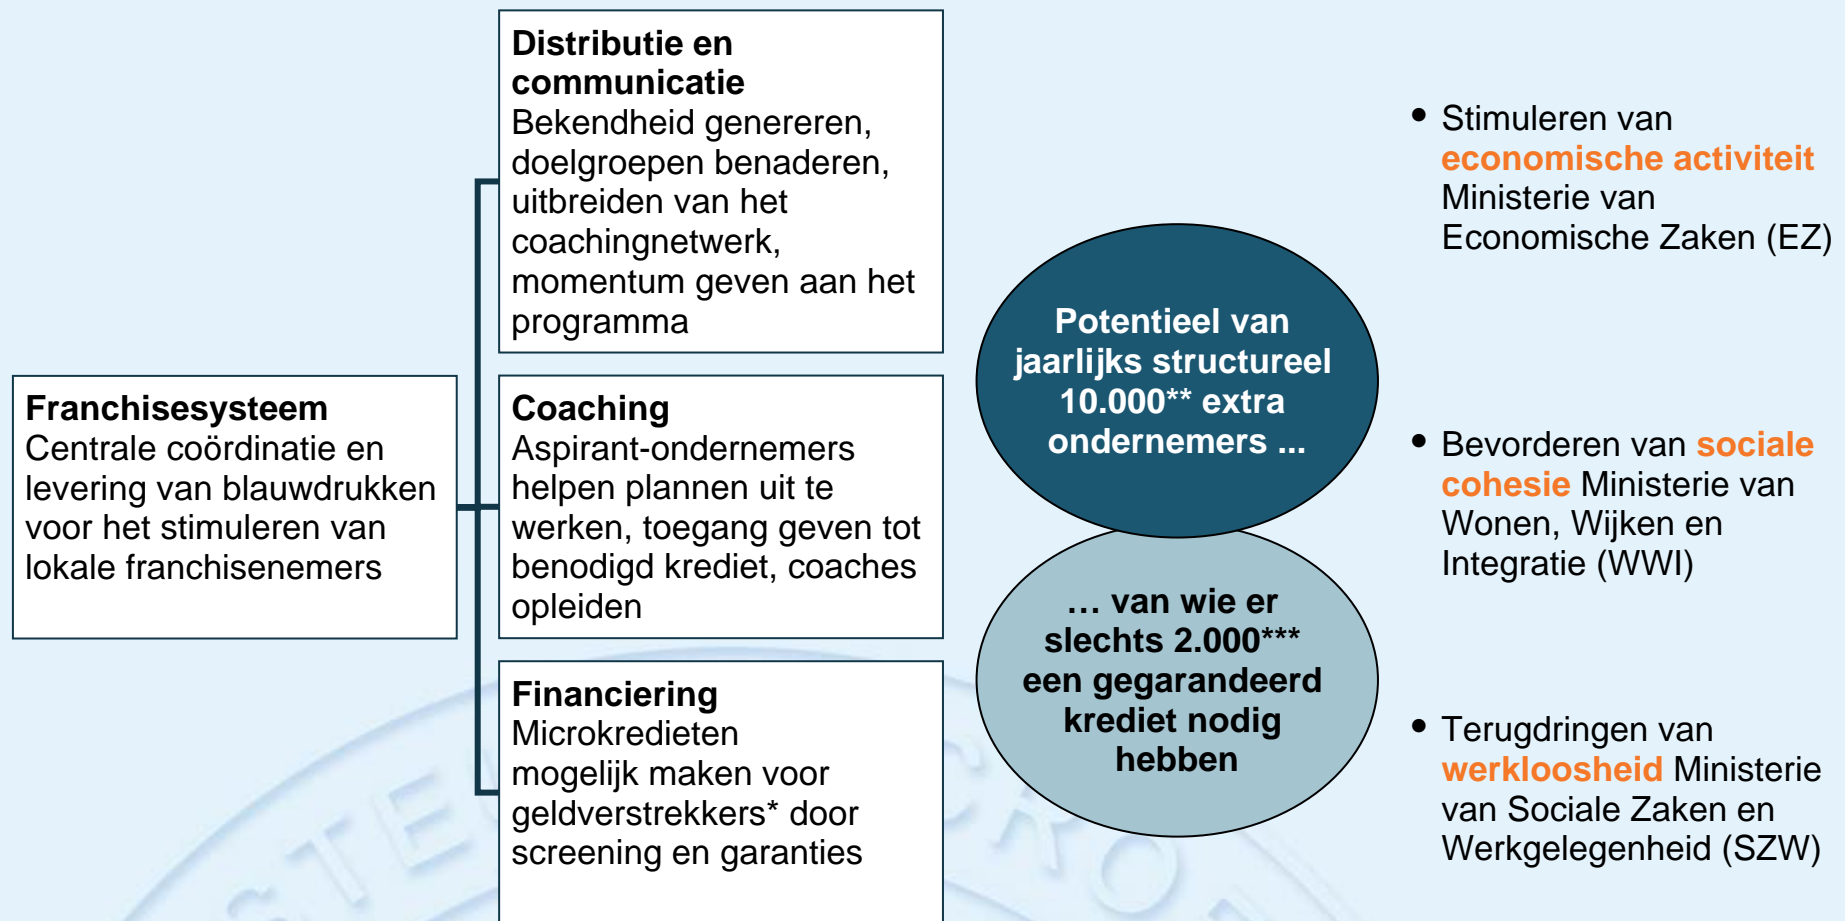 Distributie en
communicatie
Bekendheid genereren,
doelgroepen benaderen,
uitbreiden van het
coachingnetwerk,
momentum geven aan het
programma
Franchisesysteem
Centrale coördinatie en
levering van blauwdrukken
voor het stimuleren van
lokale franchisenemers
Coaching
Aspirant-ondernemers
helpen plannen uit te
werken, toegang geven tot
benodigd krediet, coaches
opleiden
Financiering
Microkredieten
mogelijk maken voor
geldverstrekkers* door
screening en garanties
Potentieel van
jaarlijks structureel
10.000** extra
ondernemers ...
… van wie er
slechts 2.000***
een gegarandeerd
krediet nodig
hebben
• Stimuleren van
economische activiteit
Ministerie van
Economische Zaken (EZ)
• Bevorderen van sociale
cohesie Ministerie van
Wonen, Wijken en
Integratie (WWI)
• Terugdringen van
werkloosheid Ministerie
van Sociale Zaken en
Werkgelegenheid (SZW)